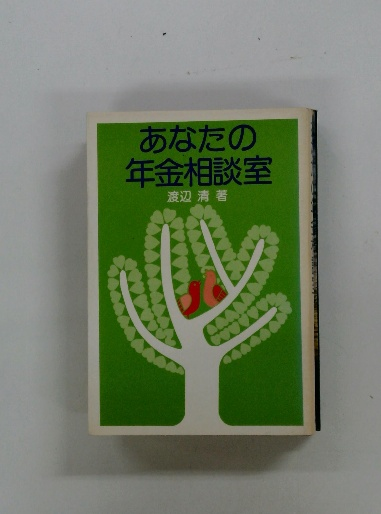 あなたの
年金相談室
渡辺 清 著